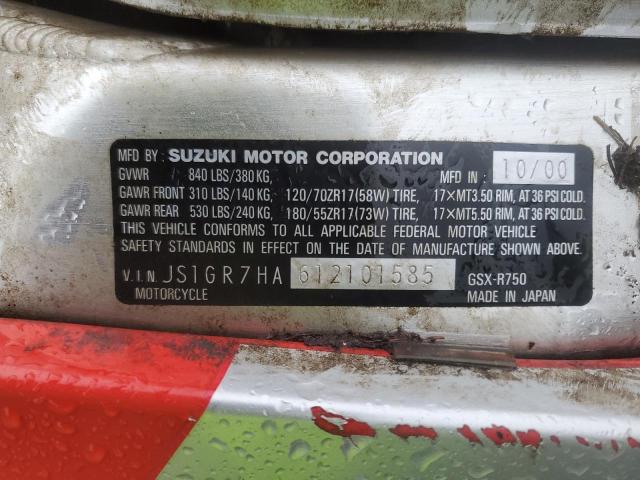 MFD BY: SUZUKI MOTOR CORPORATION
GVWR 840 LBS/380 KG, MFD IN: 10/00
GAWR FRONT 310 LBS/140 KG, 120/70ZR17(58W) TIRE, 17×MT3.50 RIM, AT 36 PSI COLD.
GAWR REAR 530 LBS/240 KG, 180/55ZR17(73W) TIRE, 17×MT5.50 RIM, AT 36 PSI COLD.
THIS VEHICLE CONFORMS TO ALL APPLICABLE FEDERAL MOTOR VEHICLE
SAFETY STANDARDS IN EFFECT ON THE DATE OF MANUFACTURE SHOWN ABOVE.
V.I.N. JS1GR7HA612101585 GSX-R750
MOTORCYCLE MADE IN JAPAN